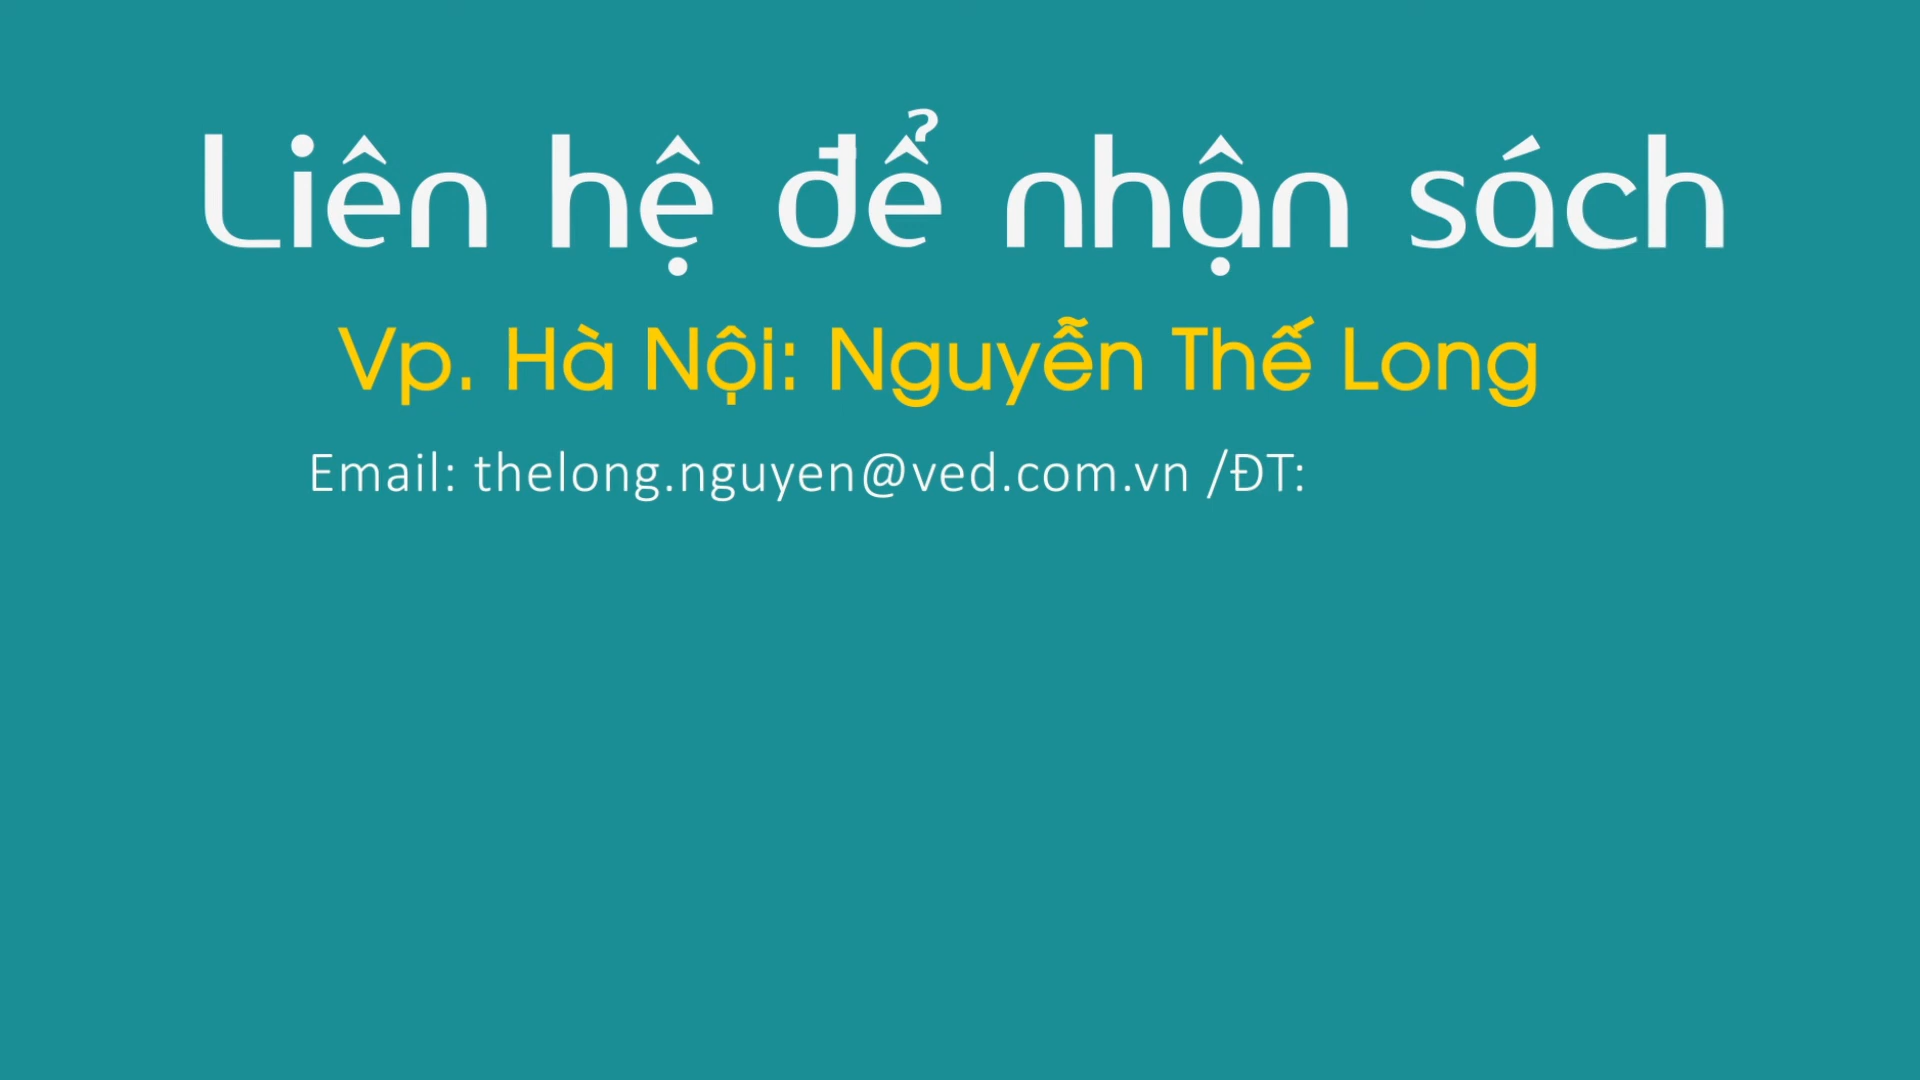 Liên hệ để nhận sách
Vp. Hà Nội: Nguyễn Thế Long
Email: thelong.nguyen@ved.com.vn /ĐT: